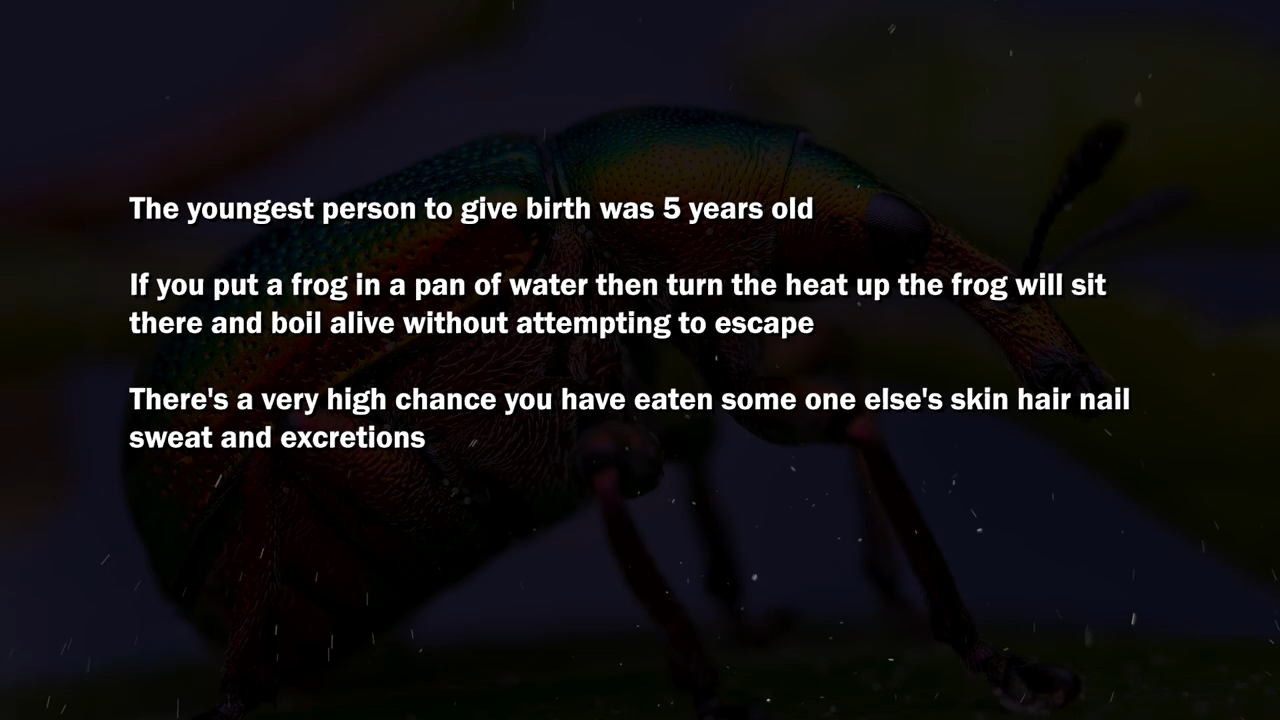 The youngest person to give birth was 5 years old
If you put a frog in a pan of water then turn the heat up the frog will sit
there and boil alive without attempting to escape
There's a very high chance you have eaten some one else's skin hair nail
sweat and excretions